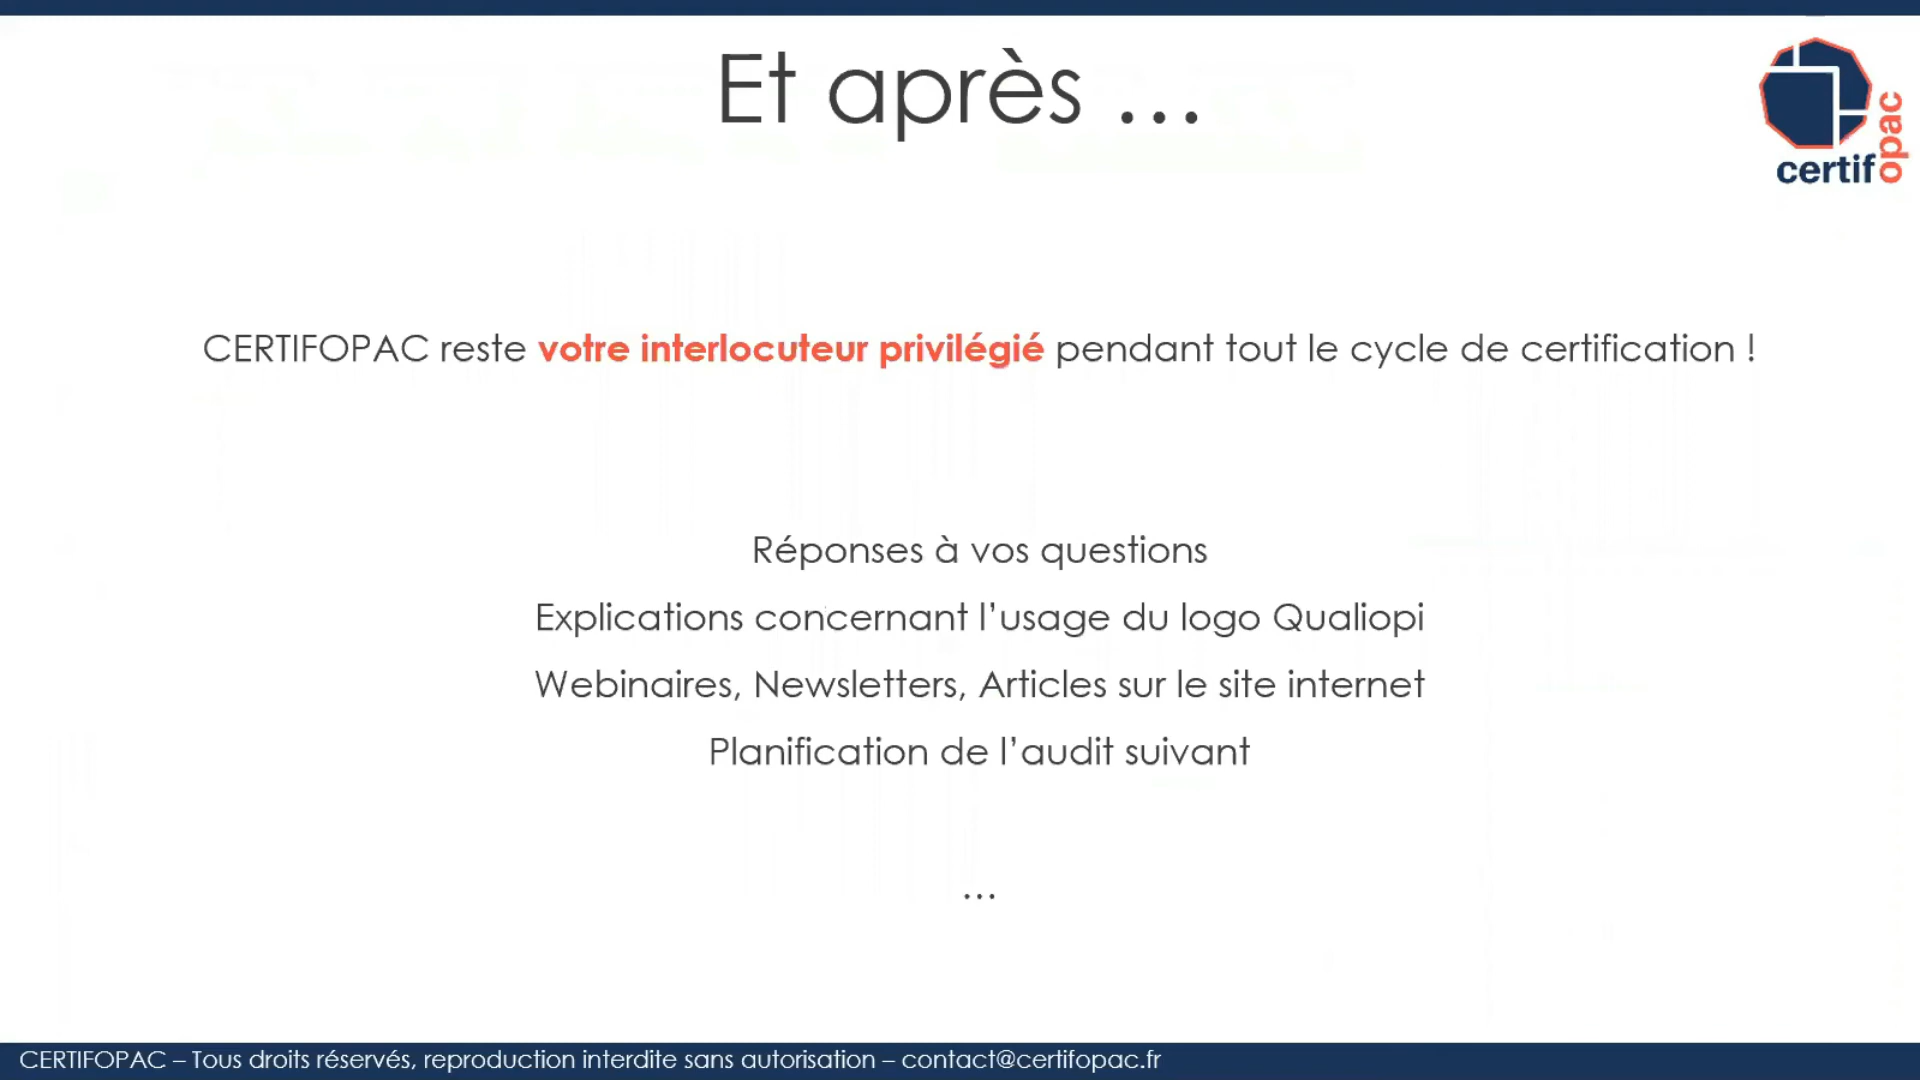 Et après ...
certifopac
CERTIFOPAC reste votre interlocuteur privilégié pendant tout le cycle de certification !
Réponses à vos questions
Explications concernant l’usage du logo Qualiopi
Webinaires, Newsletters, Articles sur le site internet
Planification de l’audit suivant
...
CERTIFOPAC – Tous droits réservés, reproduction interdite sans autorisation – contact@certifopac.fr